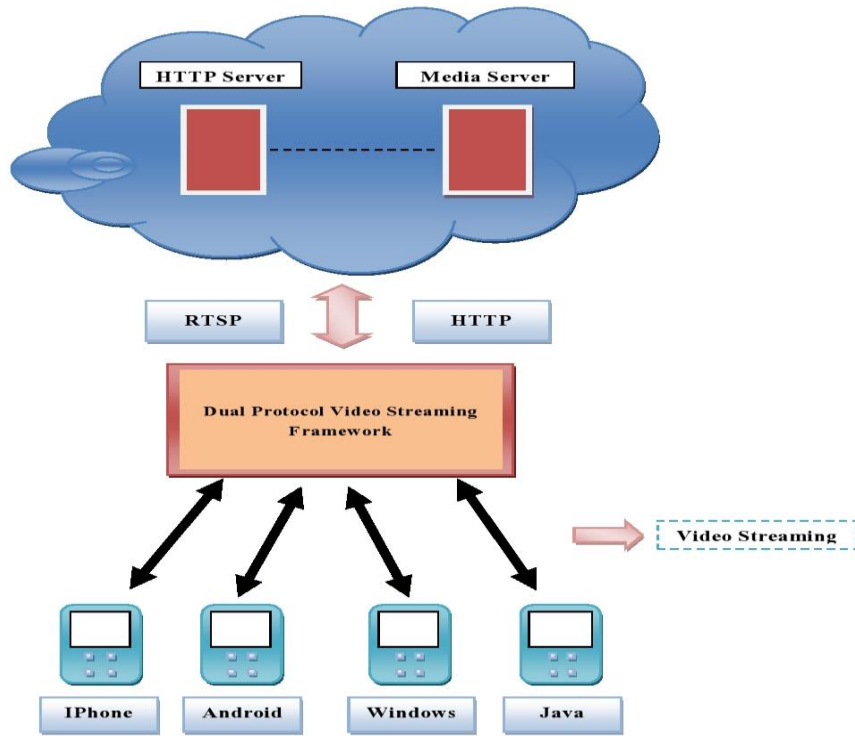 HTTP Server
Media Server
RTSP
HTTP
Dual Protocol Video Streaming
Framework
Video Streaming
IPhone
Android
Windows
Java